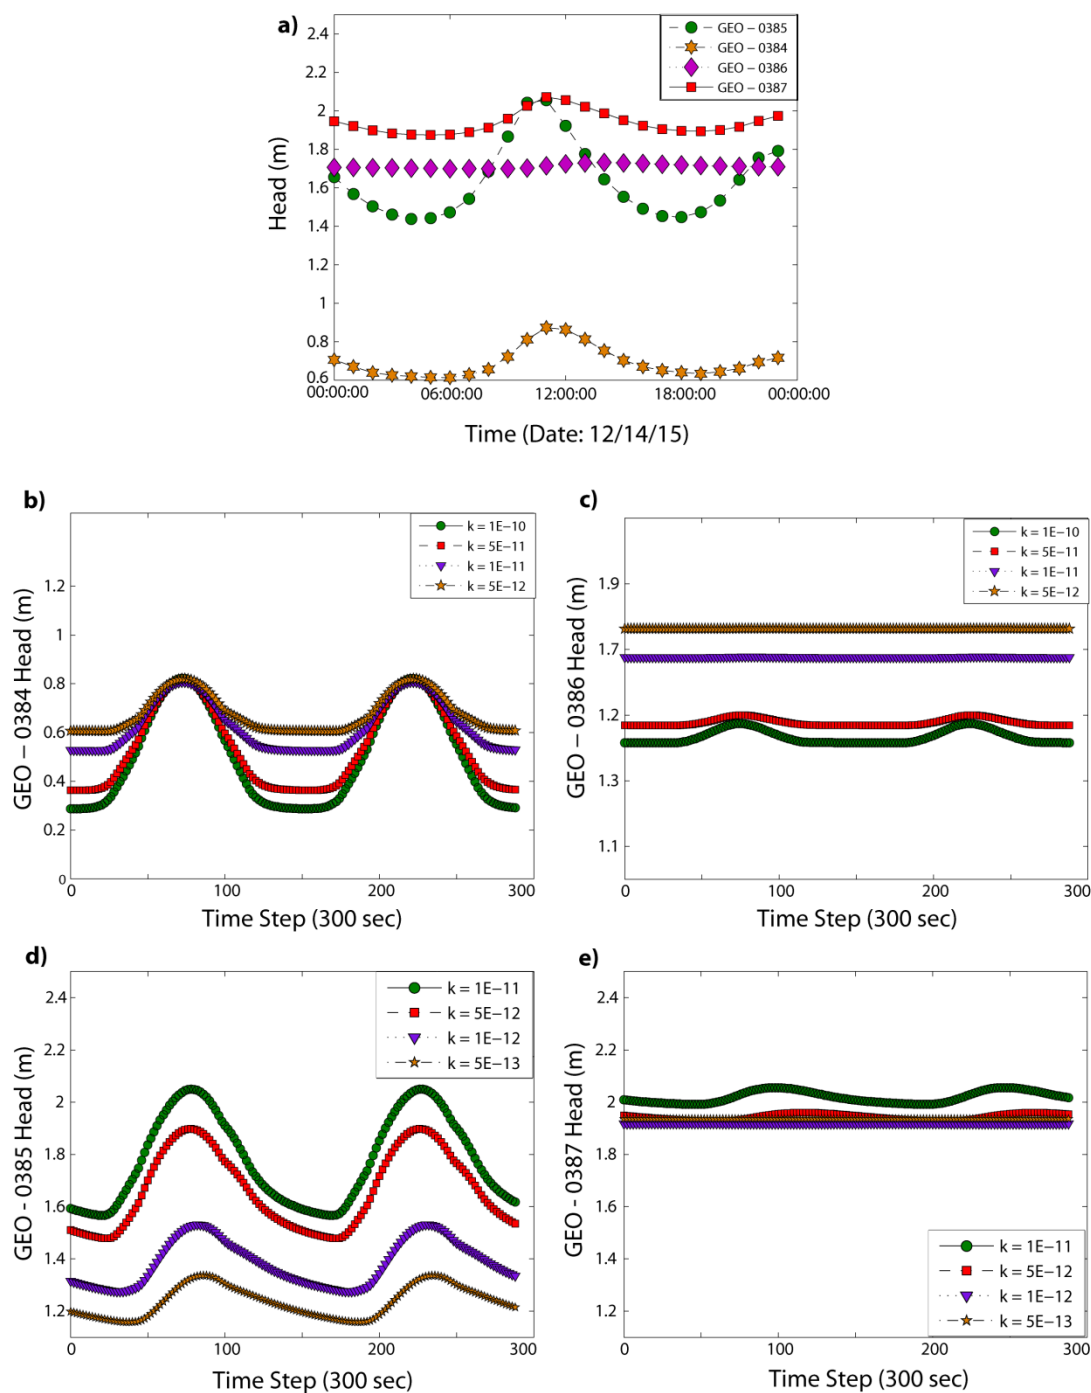 a)
2.4
2.2
2
1.8
1.6
1.4
1.2
1
0.8
0.6
Head (m)
GEO – 0385
GEO – 0384
GEO – 0386
GEO – 0387
00:00:00 06:00:00 12:00:00 18:00:00 00:00:00
Time (Date: 12/14/15)
b)
1.2
1
0.8
0.6
0.4
0.2
0
GEO – 0384 Head (m)
k = 1E−10
k = 5E−11
k = 1E−11
k = 5E−12
0 100 200 300
Time Step (300 sec)
c)
1.9
1.7
1.2
1.3
1.1
GEO – 0386 Head (m)
k = 1E−10
k = 5E−11
k = 1E−11
k = 5E−12
0 100 200 300
Time Step (300 sec)
d)
2.4
2.2
2
1.8
1.6
1.4
1.2
GEO - 0385 Head (m)
k = 1E−11
k = 5E−12
k = 1E−12
k = 5E−13
0 100 200 300
Time Step (300 sec)
e)
2.4
2.2
2
1.8
1.6
1.4
1.2
GEO - 0387 Head (m)
k = 1E−11
k = 5E−12
k = 1E−12
k = 5E−13
0 100 200 300
Time Step (300 sec)